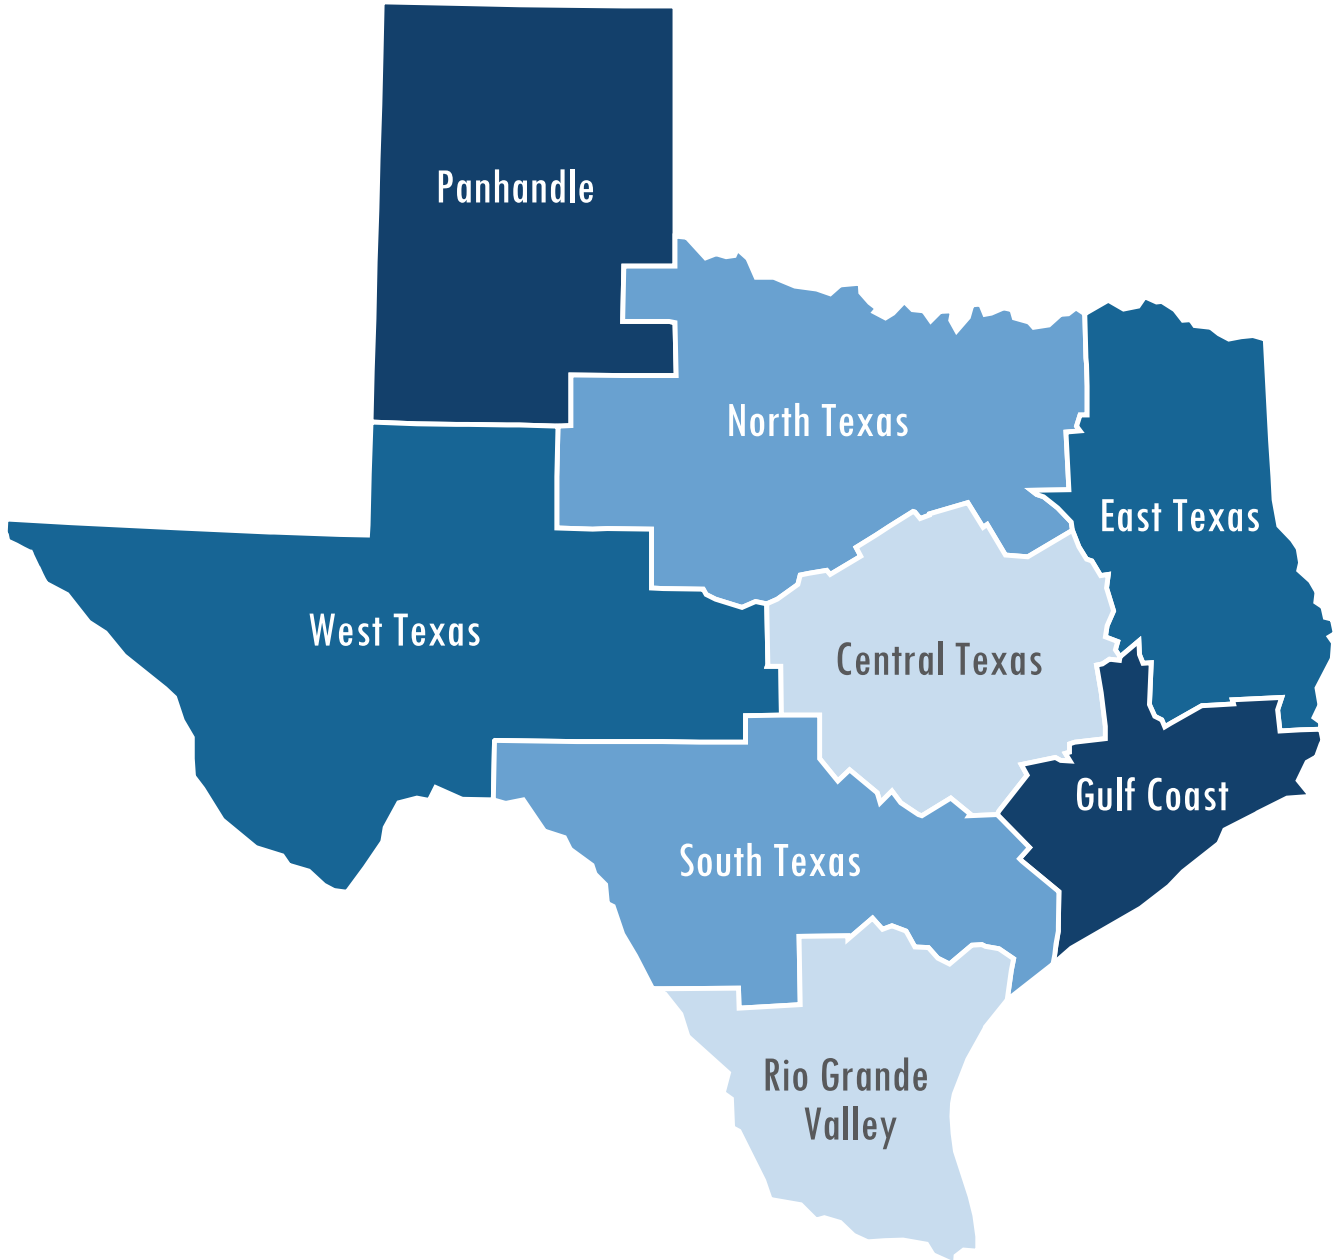 Panhandle
North Texas
East Texas
West Texas
Central Texas
Gulf Coast
South Texas
Rio Grande
Valley